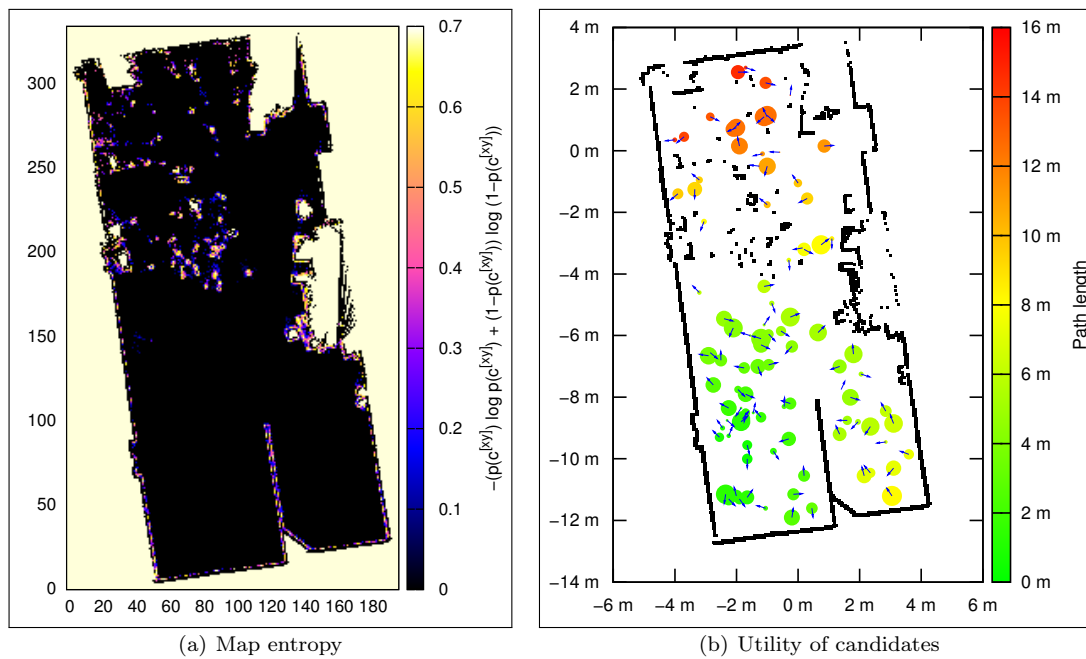 300
250
200
150
100
50
0
0 20 40 60 80 100 120 140 160 180
0.7
0.6
0.5
0.4
0.3
0.2
0.1
0
−(p(c[xy]) log p(c[xy]) + (1−p(c[xy])) log (1−p(c[xy]))
(a) Map entropy
4 m
2 m
0 m
−2 m
−4 m
−6 m
−8 m
−10 m
−12 m
−14 m
−6 m −4 m −2 m 0 m 2 m 4 m 6 m
16 m
14 m
12 m
10 m
8 m
6 m
4 m
2 m
0 m
Path length
(b) Utility of candidates